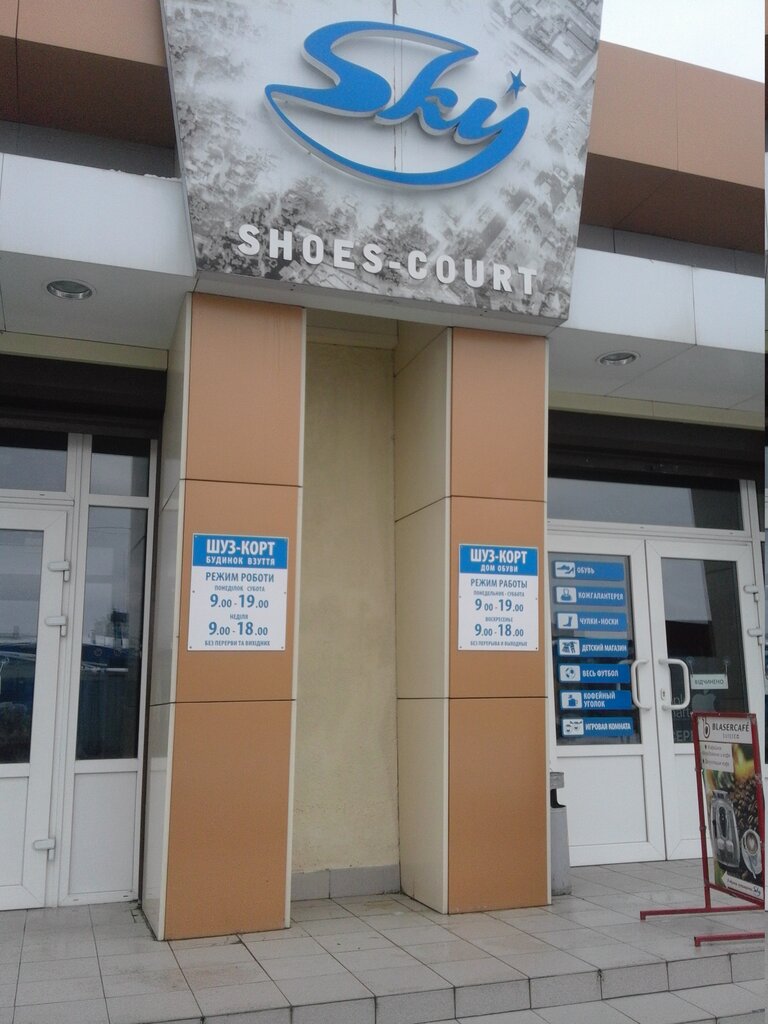 Sky
SHOES-COURT
ШУЗ-КОРТ
БУДИНОК ВЗУТТЯ
РЕЖИМ РОБОТИ
ПОНЕДІЛОК СУБОТА
9.00 - 19.00
НЕДІЛЯ
9.00 - 18.00
БЕЗ ПЕРЕРВИ ТА ВИХІДНИХ
ШУЗ-КОРТ
ДОМ ОБУВИ
РЕЖИМ РАБОТЫ
ПОНЕДЕЛЬНИК - СУББОТА
9 00 - 19.00
ВОСКРЕСЕНЬЕ
9.00 - 18.00
БЕЗ ПЕРЕРЫВА И ВЫХОДНЫХ
ОБУВЬ
КОЖГАЛАНТЕРЕЯ
ЧУЛКИ-НОСКИ
ДЕТСКИЙ МАГАЗИН
ВЕСЬ ФУТБОЛ
КОФЕЙНЫЙ
УГОЛОК
ИГРОВАЯ КОМНАТА
ВІДЧИНЕНО
BLASERCAFÉ